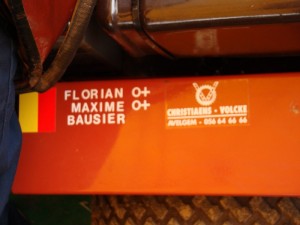 FLORIAN O+
MAXIME O+
BAUSIER
CHRISTIAENS - VOLCKE
AVELGEM - 056 64 66 66